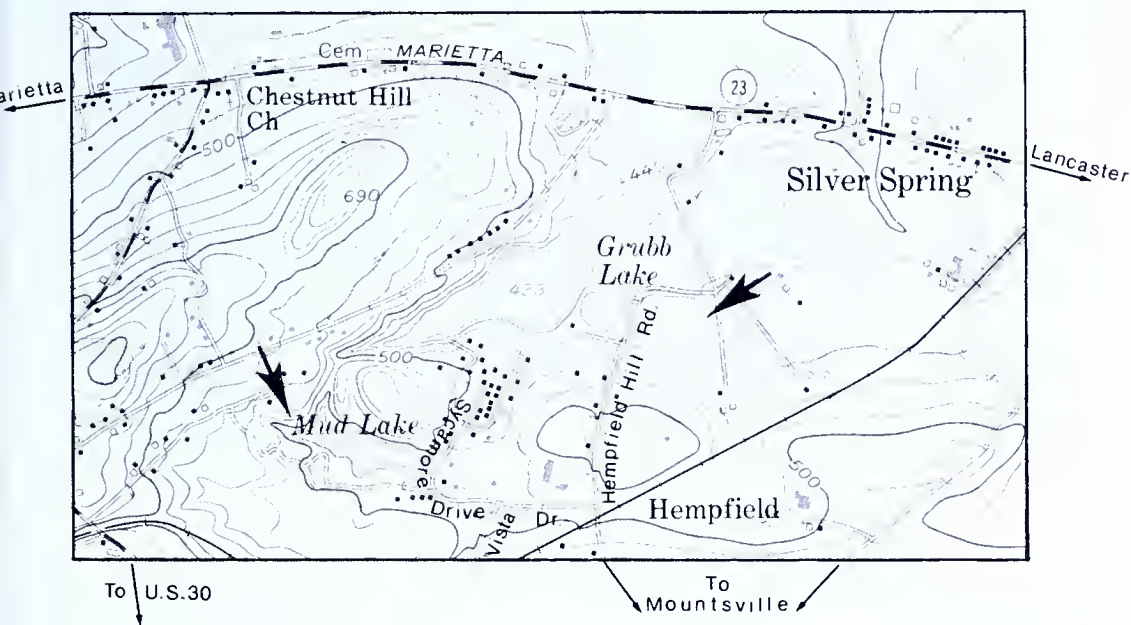 Cem MARIETTA
arietta
23
Chestnut Hill
Ch
Lancaster
500
Silver Spring
690
Grubb
Lake
433
Hempfield Hill Rd.
500
Mud Lake
Sycamore
500
Drive
Dr.
Vista
Hempfield
To U.S.30
To
Mountsville